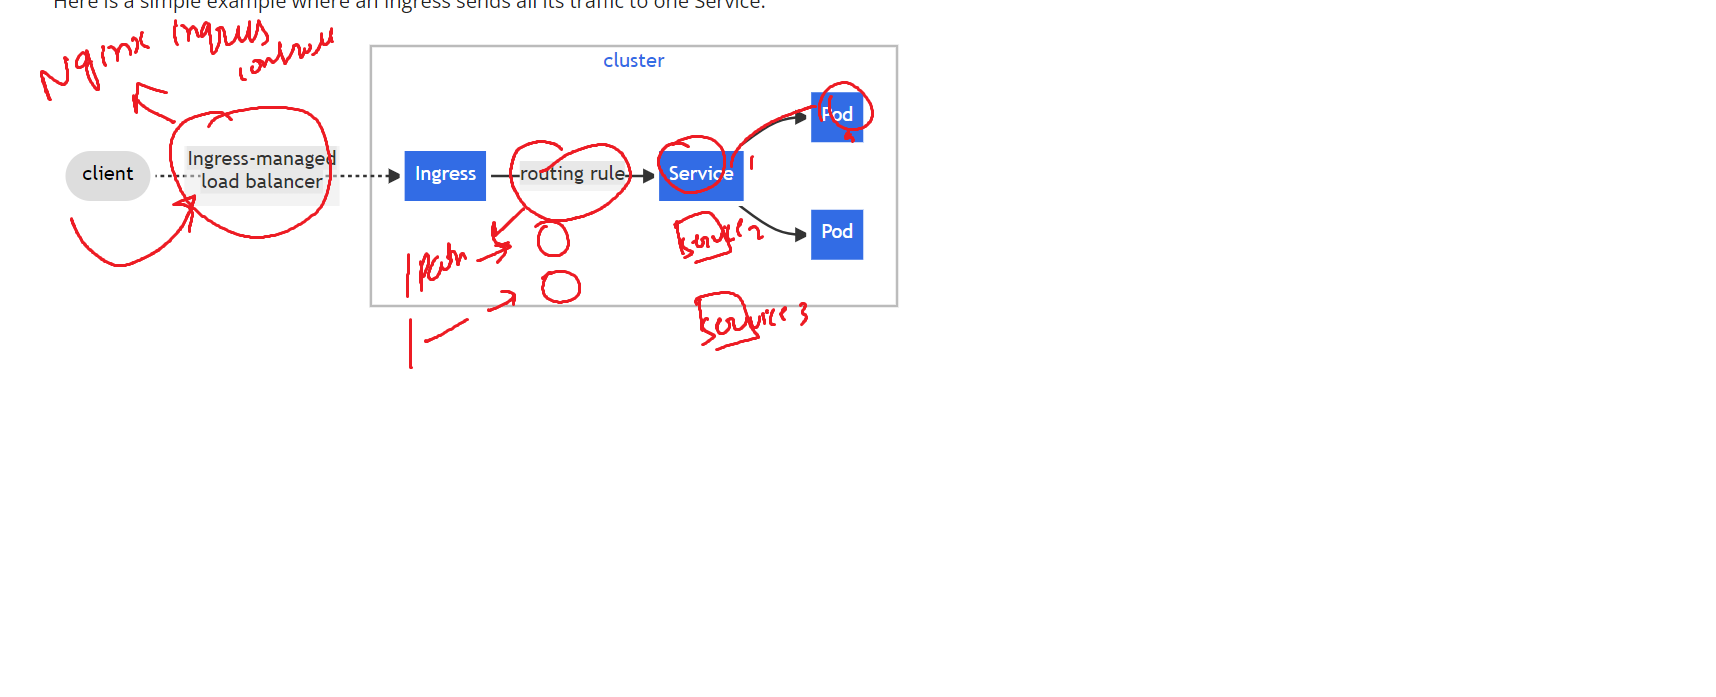 Here is a simple example where an Ingress sends all its traffic to one Service.
Nginx Ingress
cluster
Pod
client
Ingress-managed
load balancer
Ingress
routing rule
Service
1
Pod
Service 2
Path
Service 3